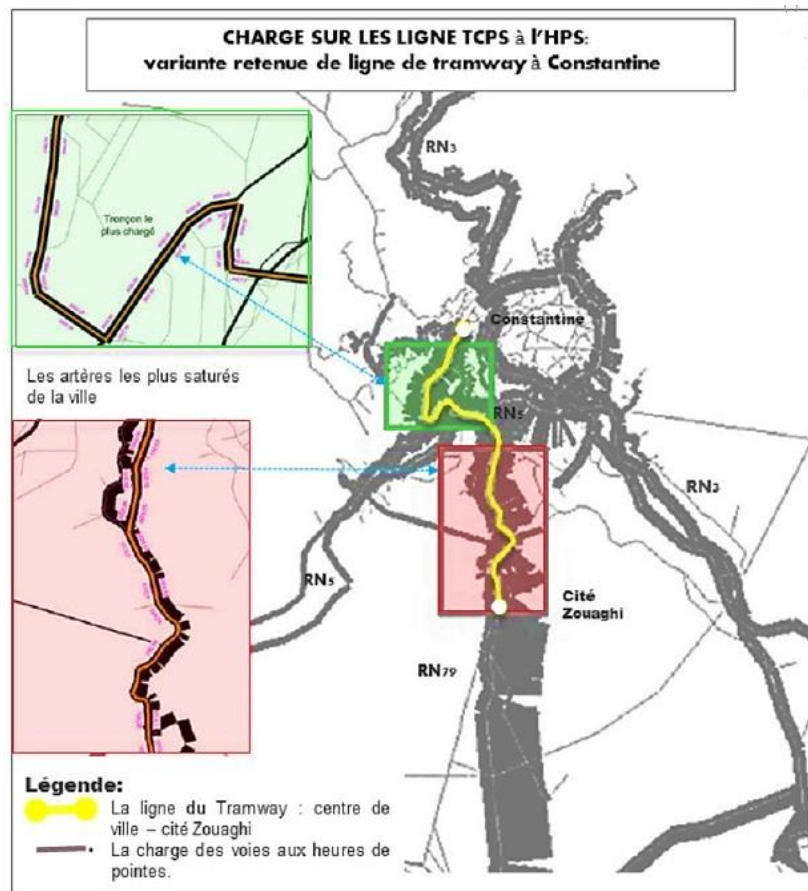 CHARGE SUR LES LIGNE TCPS à l'HPS:
variante retenue de ligne de tramway à Constantine
RN3
Tronçon le
plus chargé
Constantine
Les artères les plus saturés
de la ville
RN5
RN3
RN5
Cité
Zouaghi
RN79
Légende:
La ligne du Tramway : centre de
ville – cité Zouaghi
La charge des voies aux heures de
pointes.